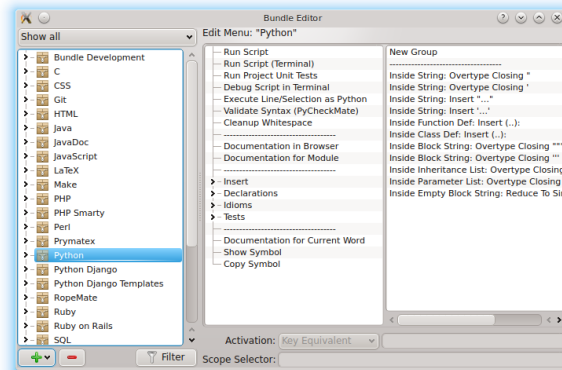 Bundle Editor
Show all
Edit Menu: "Python"
Bundle Development
C
CSS
Git
HTML
Java
JavaDoc
JavaScript
LaTeX
Make
PHP
PHP Smarty
Perl
Prymatex
Python
Python Django
Python Django Templates
RopeMate
Ruby
Ruby on Rails
SQL
Filter
Run Script
Run Script (Terminal)
Run Project Unit Tests
Debug Script in Terminal
Execute Line/Selection as Python
Validate Syntax (PyCheckMate)
Cleanup Whitespace
------------------------------------
Documentation in Browser
Documentation for Module
------------------------------------
Insert
Declarations
Idioms
Tests
------------------------------------
Documentation for Current Word
Show Symbol
Copy Symbol
New Group
------------------------------------
Inside String: Overtype Closing "
Inside String: Overtype Closing '
Inside String: Insert "…"
Inside String: Insert '…'
Inside Function Def: Insert (..):
Inside Class Def: Insert (..):
Inside Block String: Overtype Closing """
Inside Block String: Overtype Closing '''
Inside Inheritance List: Overtype Closing
Inside Parameter List: Overtype Closing
Inside Empty Block String: Reduce To Si
Activation: Key Equivalent
Scope Selector: